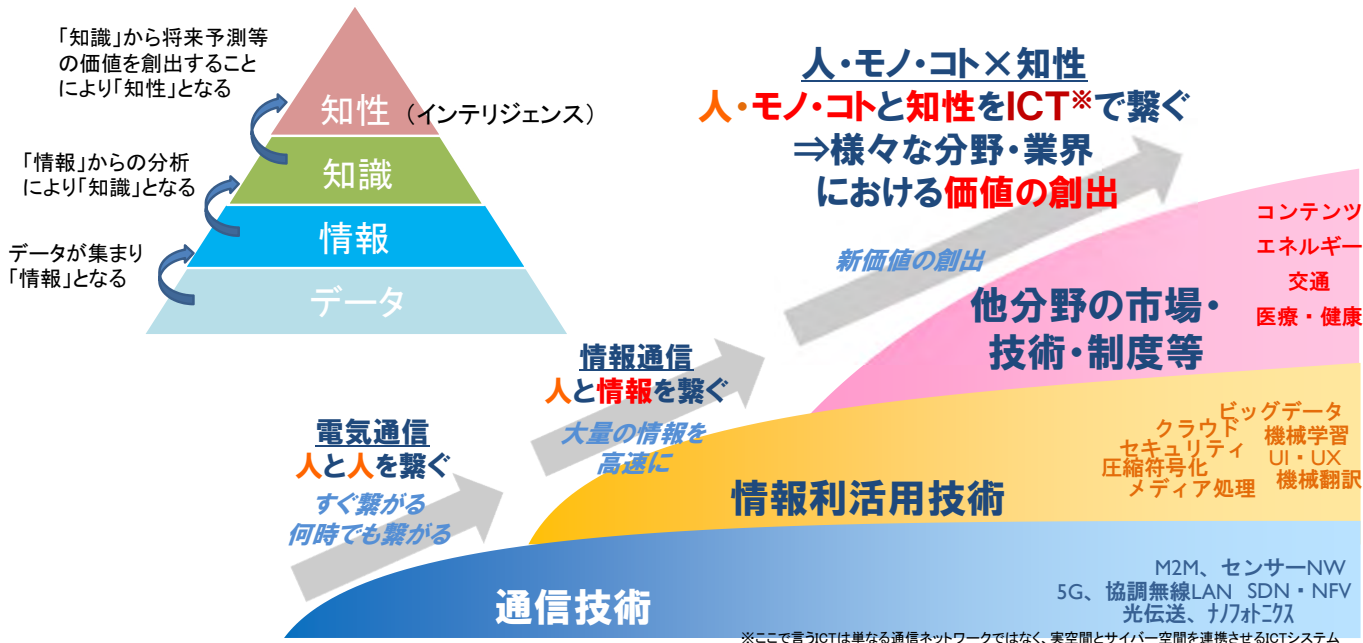 「知識」から将来予測等
の価値を創出すること
により「知性」となる
知性（インテリジェンス）
「情報」からの分析
により「知識」となる
知識
情報
データが集まり
「情報」となる
データ
人・モノ・コト×知性
人・モノ・コトと知性をICT※で繋ぐ
⇒様々な分野・業界
における価値の創出
新価値の創出
コンテンツ
エネルギー
交通
医療・健康
他分野の市場・
技術・制度等
情報通信
人と情報を繋ぐ
大量の情報を
高速に
電気通信
人と人を繋ぐ
すぐ繋がる
何時でも繋がる
ビッグデータ
クラウド
機械学習
セキュリティ
UI・UX
圧縮符号化
機械翻訳
メディア処理
情報利活用技術
M2M、センサーNW
5G、協調無線LAN SDN・NFV
光伝送、ナノフォトニクス
通信技術
※ここで言うICTは単なる通信ネットワークではなく、実空間とサイバー空間を連携させるICTシステム